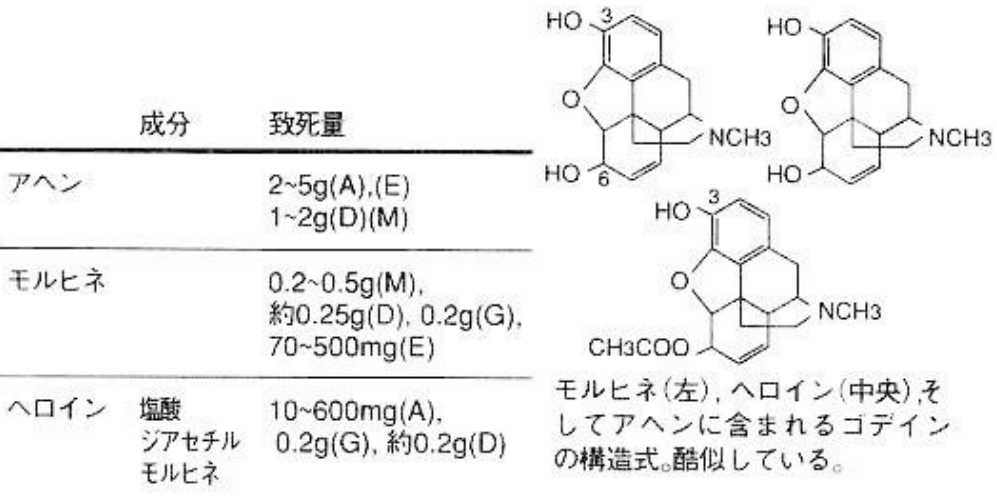 成分 致死量
アヘン 2~5g(A),(E)
1~2g(D)(M)
モルヒネ 0.2~0.5g(M),
約0.25g(D), 0.2g(G),
70~500mg(E)
ヘロイン 塩酸 10~600mg(A),
ジアセチル 0.2g(G), 約0.2g(D)
モルヒネ
HO 3
O
NCH3
HO 6
HO
O
NCH3
HO
HO 3
O
NCH3
CH3COO
モルヒネ(左), ヘロイン(中央),そ
してアヘンに含まれるゴデイン
の構造式。酷似している。